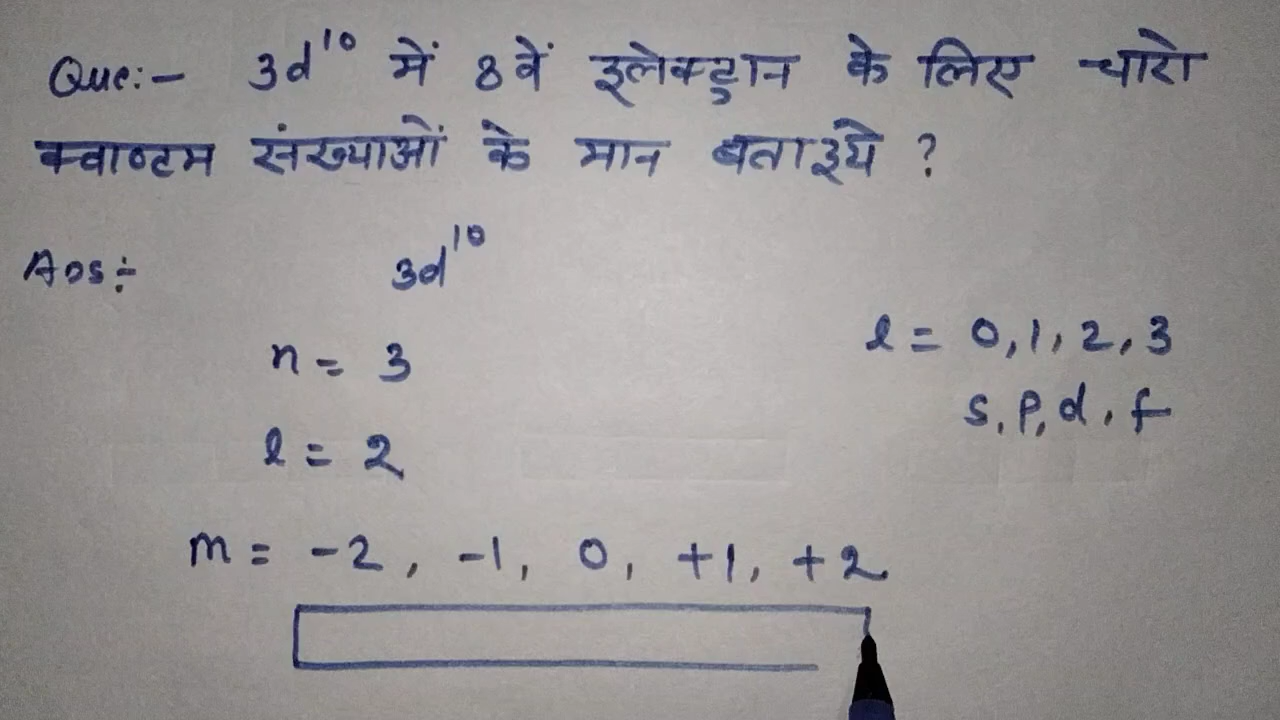 Que:- 3d¹⁰ में 8वें इलेक्ट्रान के लिए चारो
क्वाण्टम संख्याओं के मान बताइये ?
Ans ÷ 3d¹⁰
n = 3
l = 0, 1, 2, 3
s, p, d, f
l = 2
m = -2, -1, 0, +1, +2